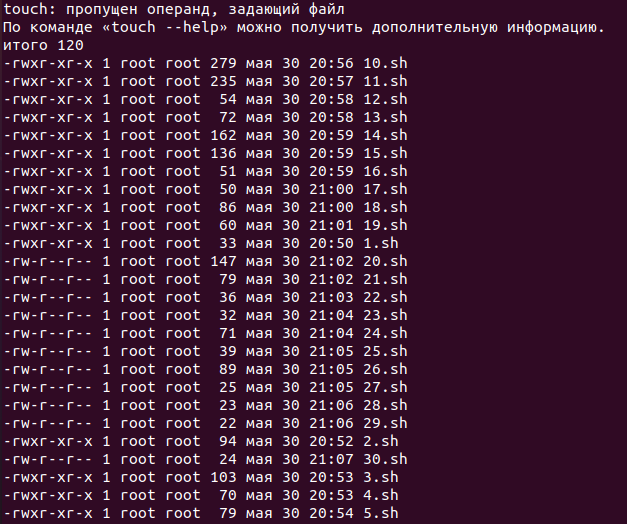 touch: пропущен операнд, задающий файл
По команде «touch --help» можно получить дополнительную информацию.
итого 120
-rwxr-xr-x 1 root root 279 мая 30 20:56 10.sh
-rwxr-xr-x 1 root root 235 мая 30 20:57 11.sh
-rwxr-xr-x 1 root root  54 мая 30 20:58 12.sh
-rwxr-xr-x 1 root root  72 мая 30 20:58 13.sh
-rwxr-xr-x 1 root root 162 мая 30 20:59 14.sh
-rwxr-xr-x 1 root root 136 мая 30 20:59 15.sh
-rwxr-xr-x 1 root root  51 мая 30 20:59 16.sh
-rwxr-xr-x 1 root root  50 мая 30 21:00 17.sh
-rwxr-xr-x 1 root root  86 мая 30 21:00 18.sh
-rwxr-xr-x 1 root root  60 мая 30 21:01 19.sh
-rwxr-xr-x 1 root root  33 мая 30 20:50 1.sh
-rw-r--r-- 1 root root 147 мая 30 21:02 20.sh
-rw-r--r-- 1 root root  79 мая 30 21:02 21.sh
-rw-r--r-- 1 root root  36 мая 30 21:03 22.sh
-rw-r--r-- 1 root root  32 мая 30 21:04 23.sh
-rw-r--r-- 1 root root  71 мая 30 21:04 24.sh
-rw-r--r-- 1 root root  39 мая 30 21:05 25.sh
-rw-r--r-- 1 root root  89 мая 30 21:05 26.sh
-rw-r--r-- 1 root root  25 мая 30 21:05 27.sh
-rw-r--r-- 1 root root  23 мая 30 21:06 28.sh
-rw-r--r-- 1 root root  22 мая 30 21:06 29.sh
-rwxr-xr-x 1 root root  94 мая 30 20:52 2.sh
-rw-r--r-- 1 root root  24 мая 30 21:07 30.sh
-rwxr-xr-x 1 root root 103 мая 30 20:53 3.sh
-rwxr-xr-x 1 root root  70 мая 30 20:53 4.sh
-rwxr-xr-x 1 root root  79 мая 30 20:54 5.sh